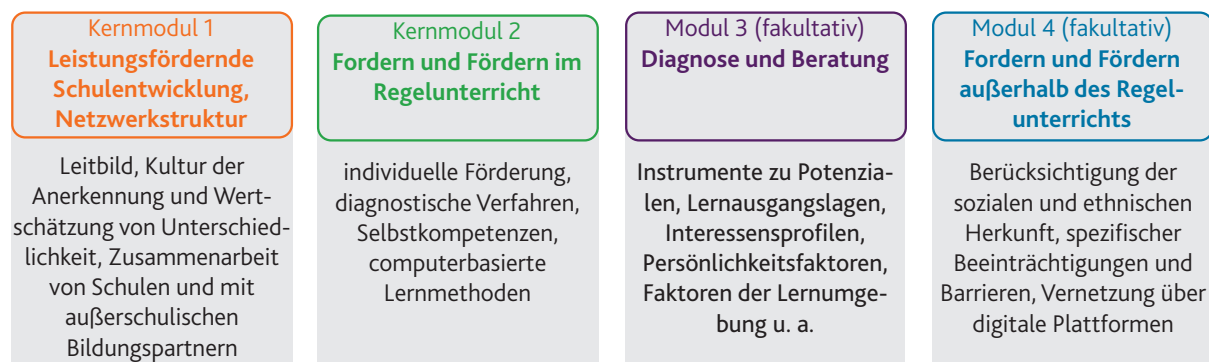 Kernmodul 1
Leistungsfördernde
Schulentwicklung,
Netzwerkstruktur
Leitbild, Kultur der
Anerkennung und Wert-
schätzung von Unterschied-
lichkeit, Zusammenarbeit
von Schulen und mit
außerschulischen
Bildungspartnern
Kernmodul 2
Fordern und Fördern im
Regelunterricht
individuelle Förderung,
diagnostische Verfahren,
Selbstkompetenzen,
computerbasierte
Lernmethoden
Modul 3 (fakultativ)
Diagnose und Beratung
Instrumente zu Potenzia-
len, Lernausgangslagen,
Interessensprofilen,
Persönlichkeitsfaktoren,
Faktoren der Lernumge-
bung u. a.
Modul 4 (fakultativ)
Fordern und Fördern
außerhalb des Regel-
unterrichts
Berücksichtigung der
sozialen und ethnischen
Herkunft, spezifischer
Beeinträchtigungen und
Barrieren, Vernetzung über
digitale Plattformen